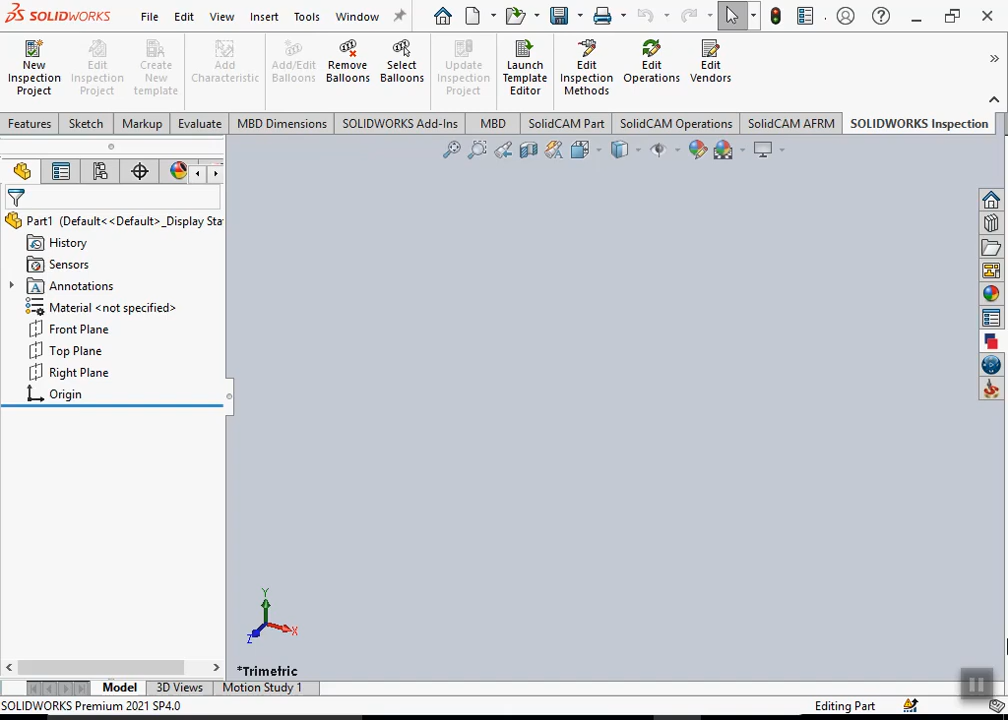 SOLIDWORKS File Edit View Insert Tools Window
New Inspection Project
Edit Inspection Project
Create New template
Add Characteristic
Add/Edit Balloons
Remove Balloons
Select Balloons
Update Inspection Project
Launch Template Editor
Edit Inspection Methods
Edit Operations
Edit Vendors
Features Sketch Markup Evaluate MBD Dimensions SOLIDWORKS Add-Ins MBD SolidCAM Part SolidCAM Operations SolidCAM AFRM SOLIDWORKS Inspection
Part1 (Default<<Default>_Display Sta
History
Sensors
Annotations
Material <not specified>
Front Plane
Top Plane
Right Plane
Origin
Y
X
Z
*Trimetric
Model 3D Views Motion Study 1
SOLIDWORKS Premium 2021 SP4.0 Editing Part